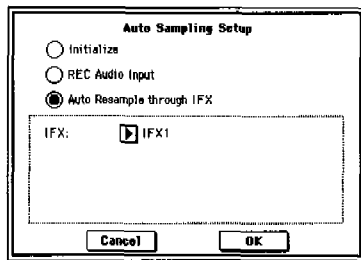 Auto Sampling Setup
Initialize
REC Audio Input
Auto Resample through IFX
IFX: IFX1
Cancel OK